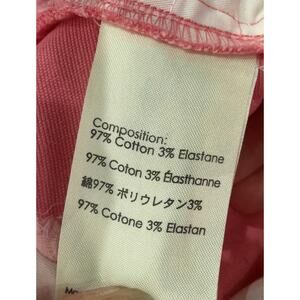 Composition:
97% Cotton 3% Elastane
97% Coton 3% Élasthanne
綿97% ポリウレタン3%
97% Cotone 3% Elastan